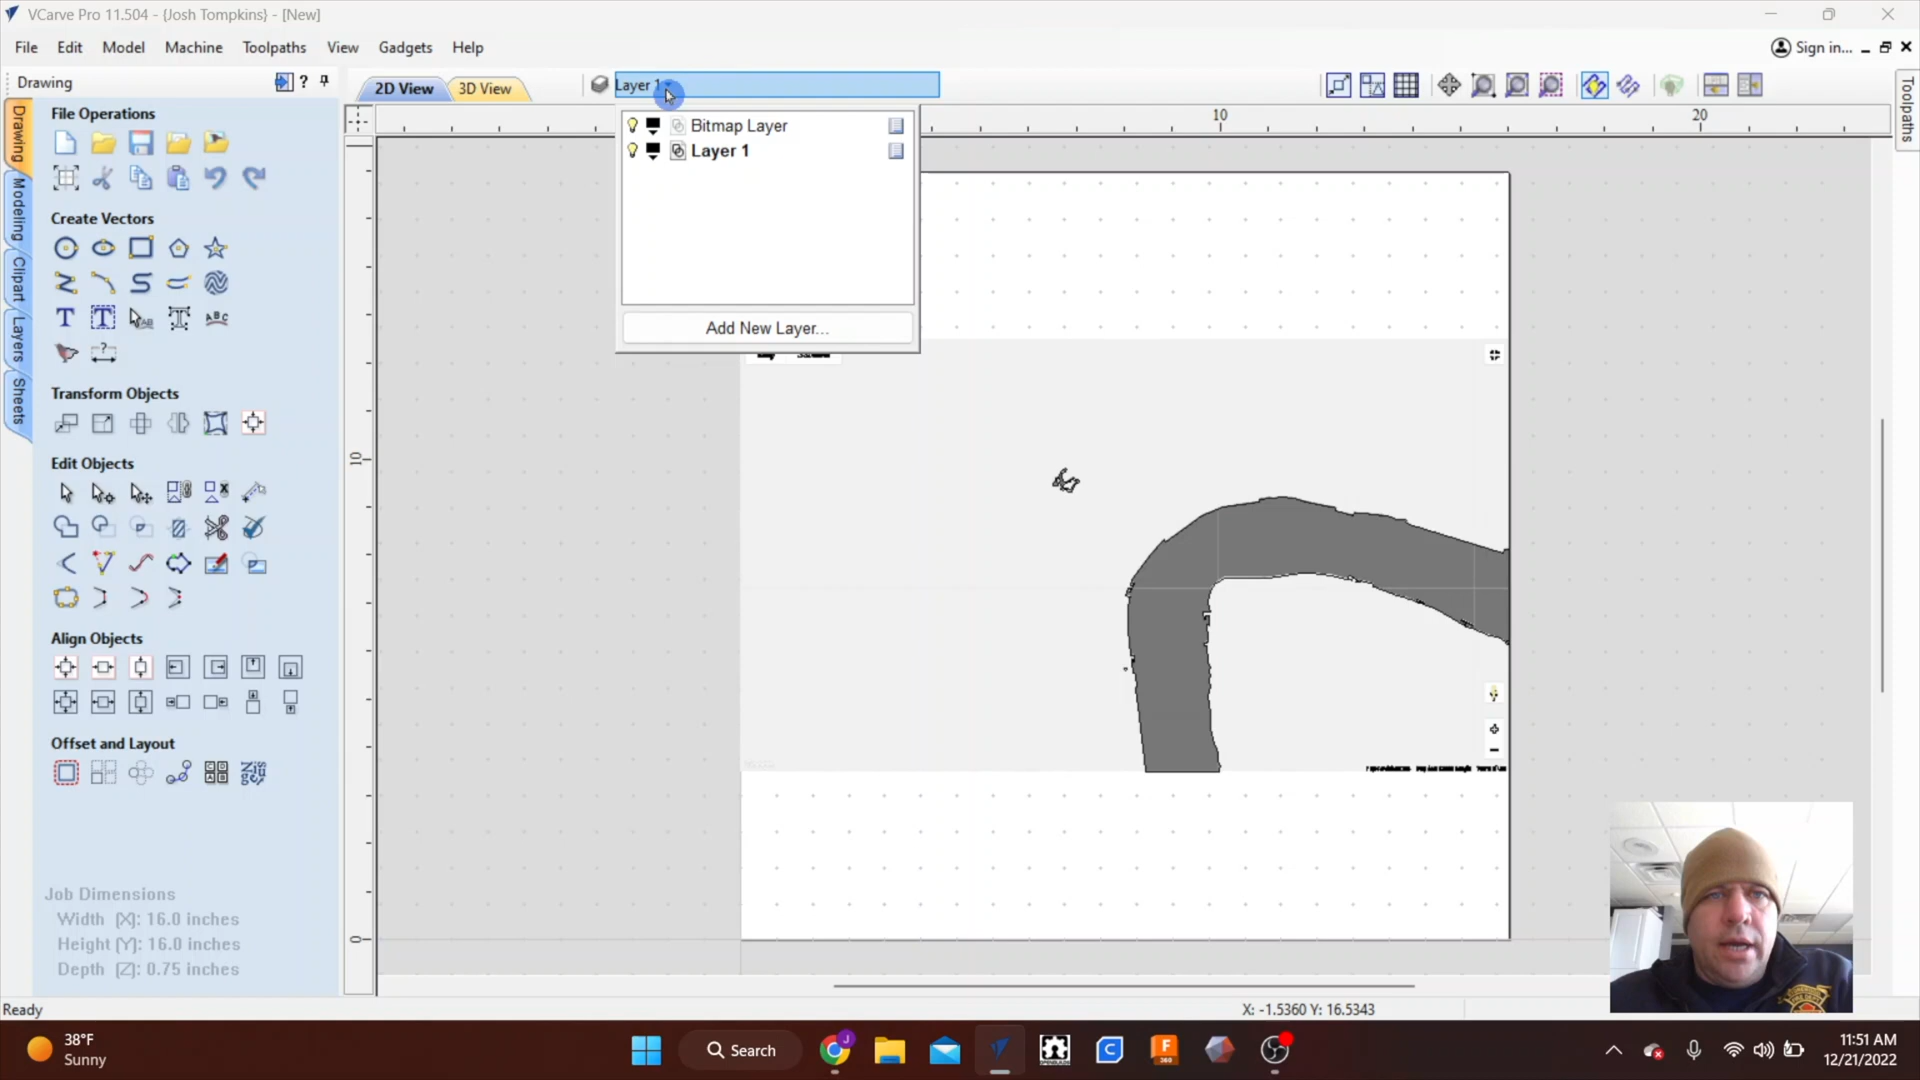 VCarve Pro 11.504 - {Josh Tompkins} - [New]
File Edit Model Machine Toolpaths View Gadgets Help
Sign in...
Drawing
2D View 3D View
Layer 1
Bitmap Layer
Layer 1
Add New Layer...
Toolpaths
Drawing
Modeling
Clipart
Layers
Sheets
File Operations
Create Vectors
Transform Objects
Edit Objects
Align Objects
Offset and Layout
Job Dimensions
Width (X): 16.0 inches
Height (Y): 16.0 inches
Depth (Z): 0.75 inches
10 20
10
0
Ready
X: -1.5360 Y: 16.5343
38°F
Sunny
Search
11:51 AM
12/21/2022